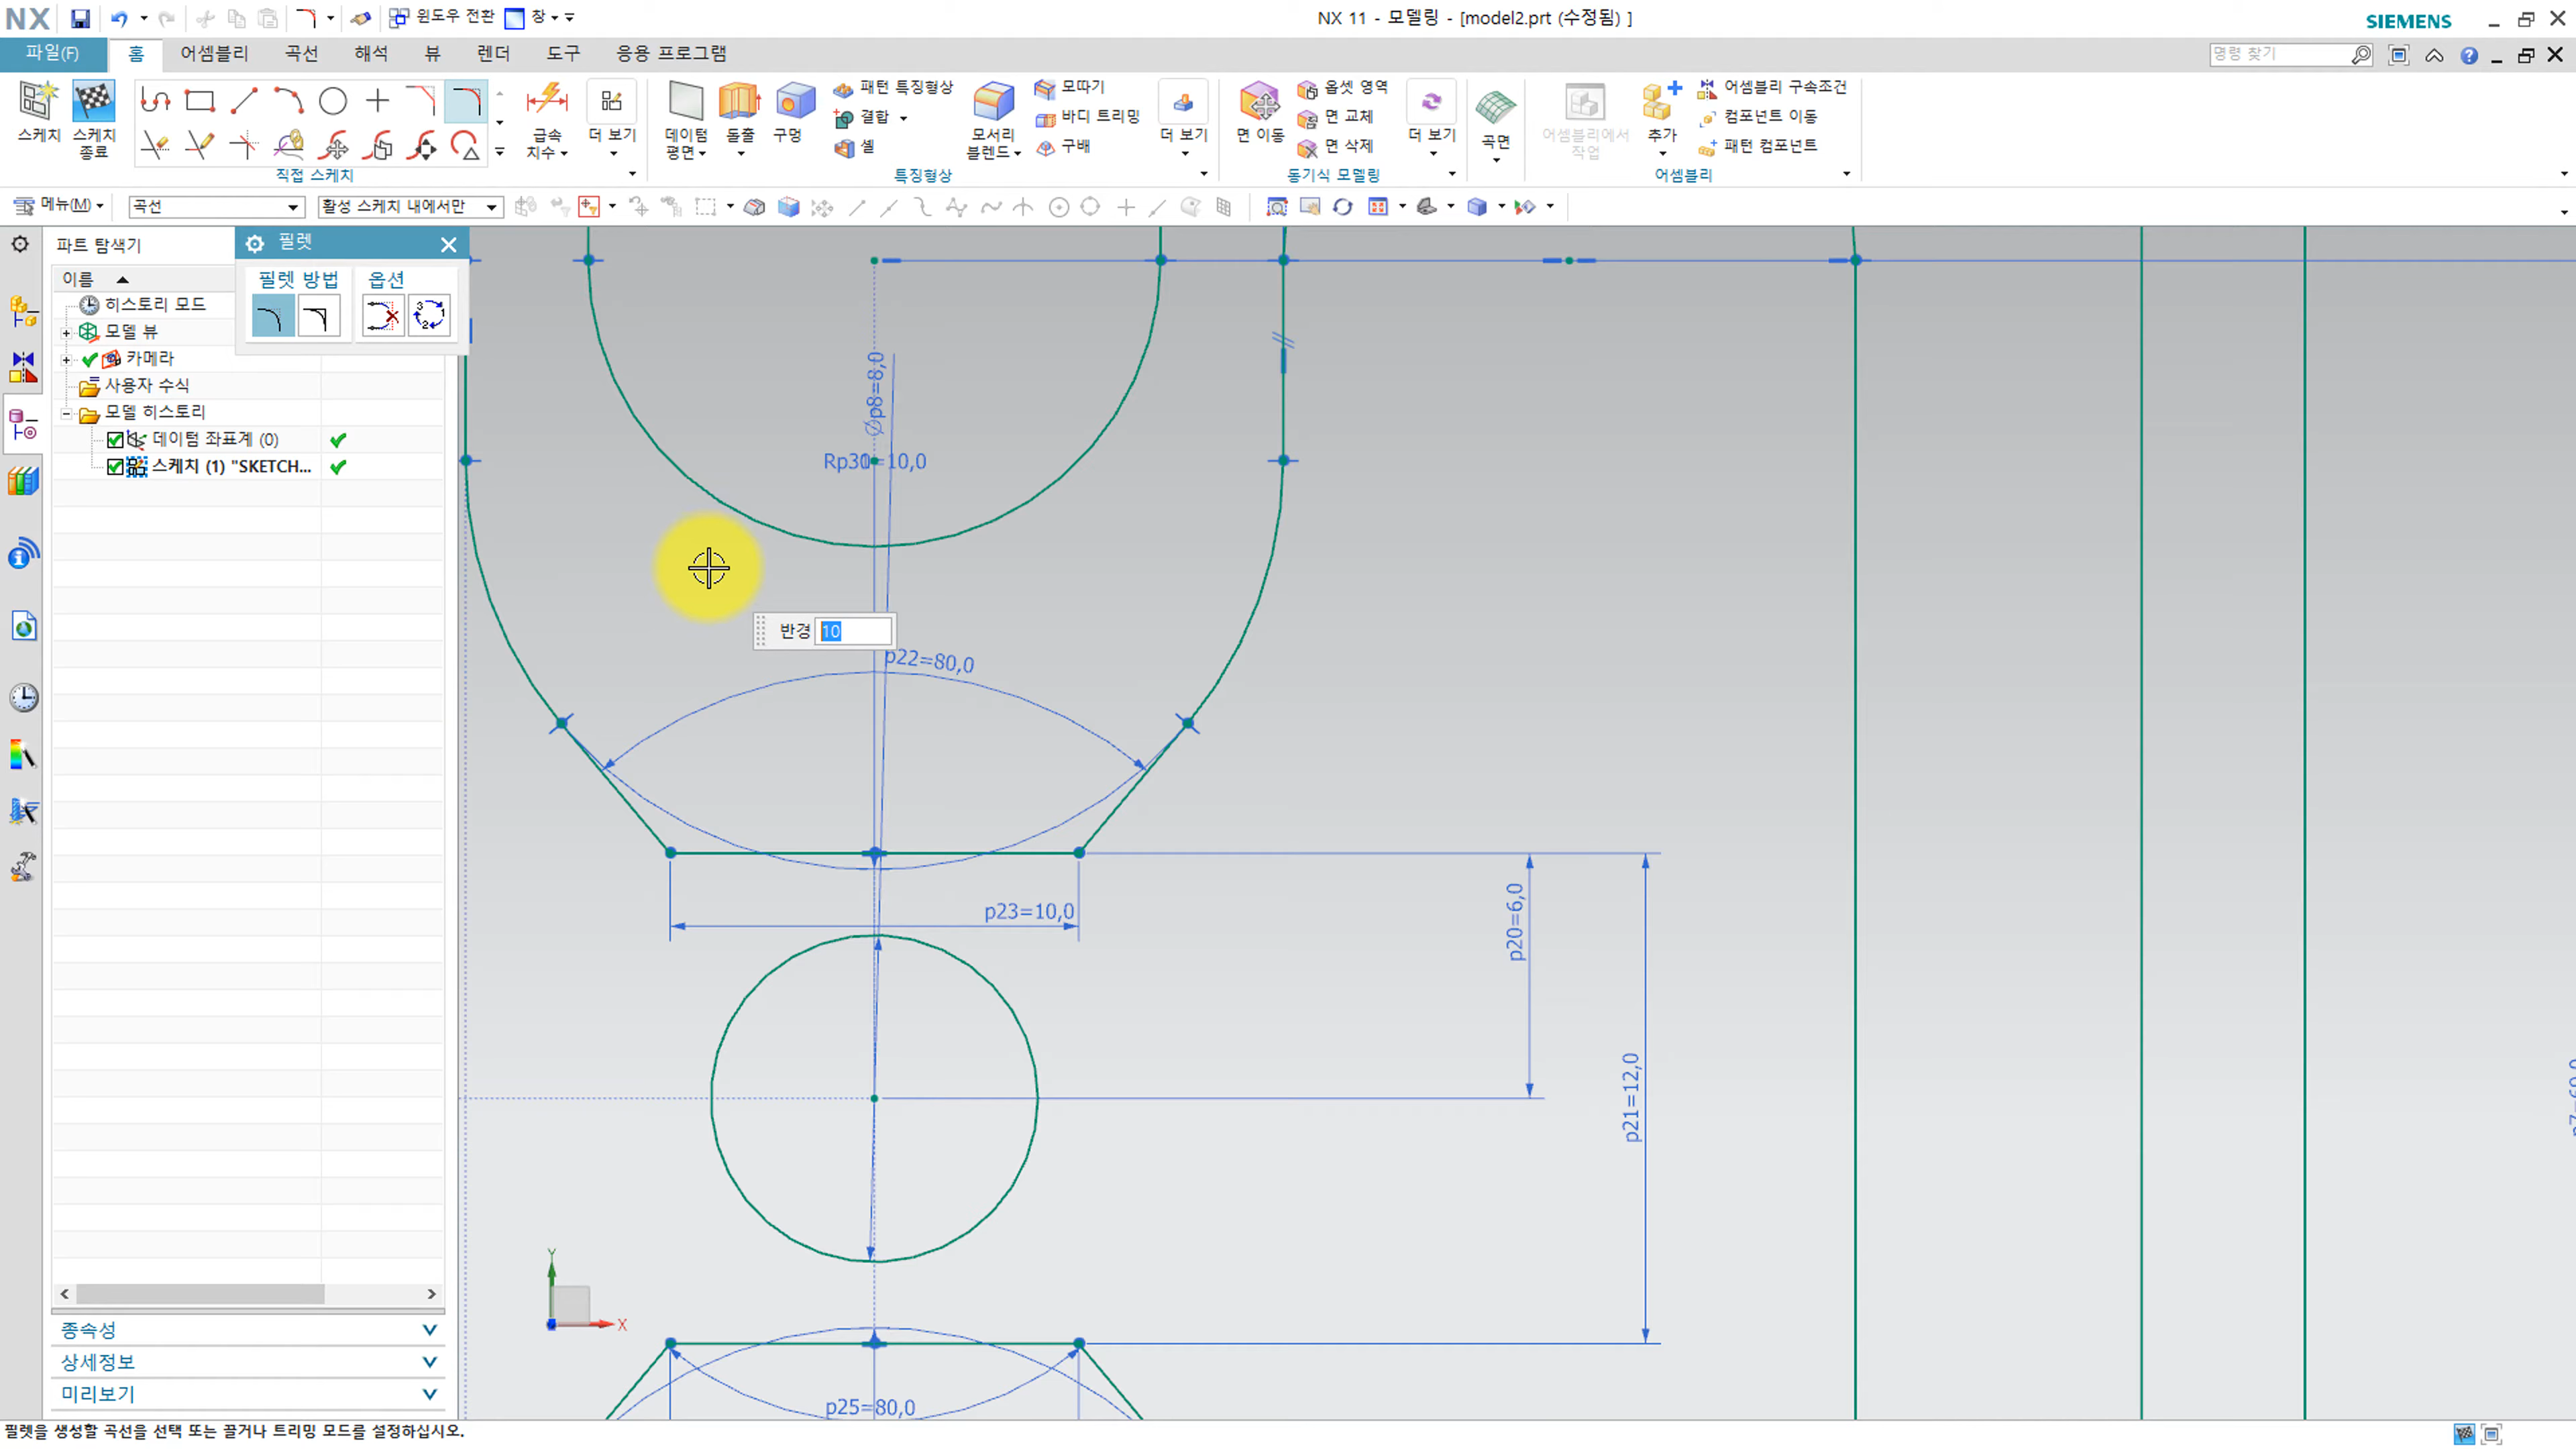 NX
윈도우 전환
창
NX 11 - 모델링 - [model2.prt (수정됨) ]
SIEMENS
파일(F)
홈
어셈블리
곡선
해석
뷰
렌더
도구
응용 프로그램
명령 찾기
스케치
스케치 종료
직접 스케치
급속 치수
더 보기
데이텀 평면
돌출
구멍
패턴 특징형상
결합
셸
모서리 블렌드
모따기
바디 트리밍
구배
더 보기
특징형상
면 이동
옵셋 영역
면 교체
면 삭제
더 보기
동기식 모델링
곡면
어셈블리에서 작업
추가
어셈블리 구속조건
컴포넌트 이동
패턴 컴포넌트
어셈블리
메뉴(M)
곡선
활성 스케치 내에서만
파트 탐색기
필렛
이름
필렛 방법
옵션
히스토리 모드
모델 뷰
카메라
사용자 수식
모델 히스토리
데이텀 좌표계 (0)
스케치 (1) "SKETCH...
종속성
상세정보
미리보기
∅p8=8,0
반경 10
p22=80,0
p23=10,0
p20=6,0
p21=12,0
p25=80,0
Y
X
필렛을 생성할 곡선을 선택 또는 끌거나 트리밍 모드를 설정하십시오.